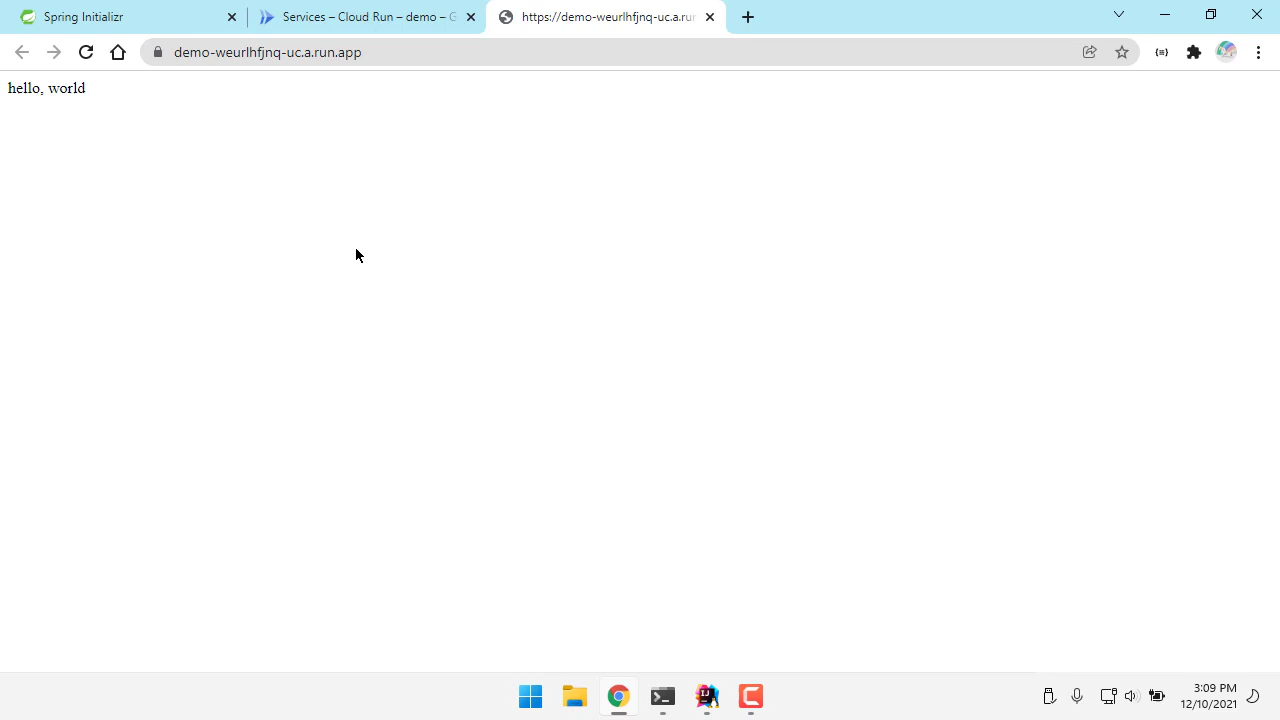 Spring Initializr
Services – Cloud Run – demo – G
https://demo-weurlhfjnq-uc.a.run
demo-weurlhfjnq-uc.a.run.app
hello, world
3:09 PM
12/10/2021